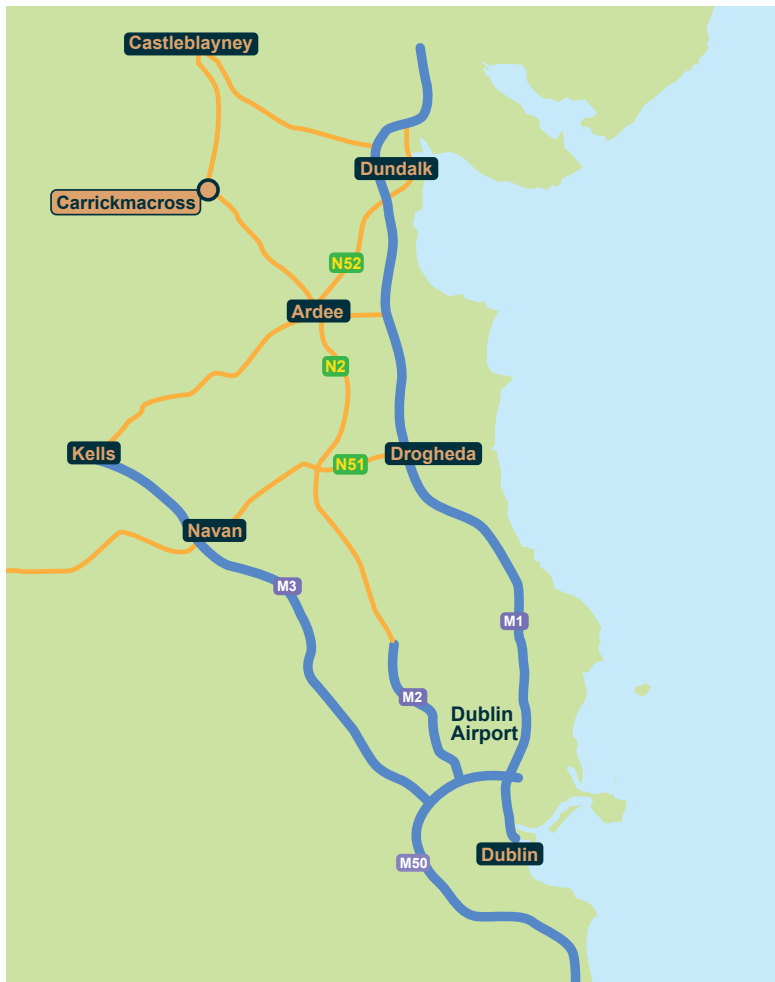 Castleblayney
Dundalk
Carrickmacross
N52
Ardee
N2
Kells
Drogheda
N51
Navan
M3
M1
M2
Dublin
Airport
Dublin
M50